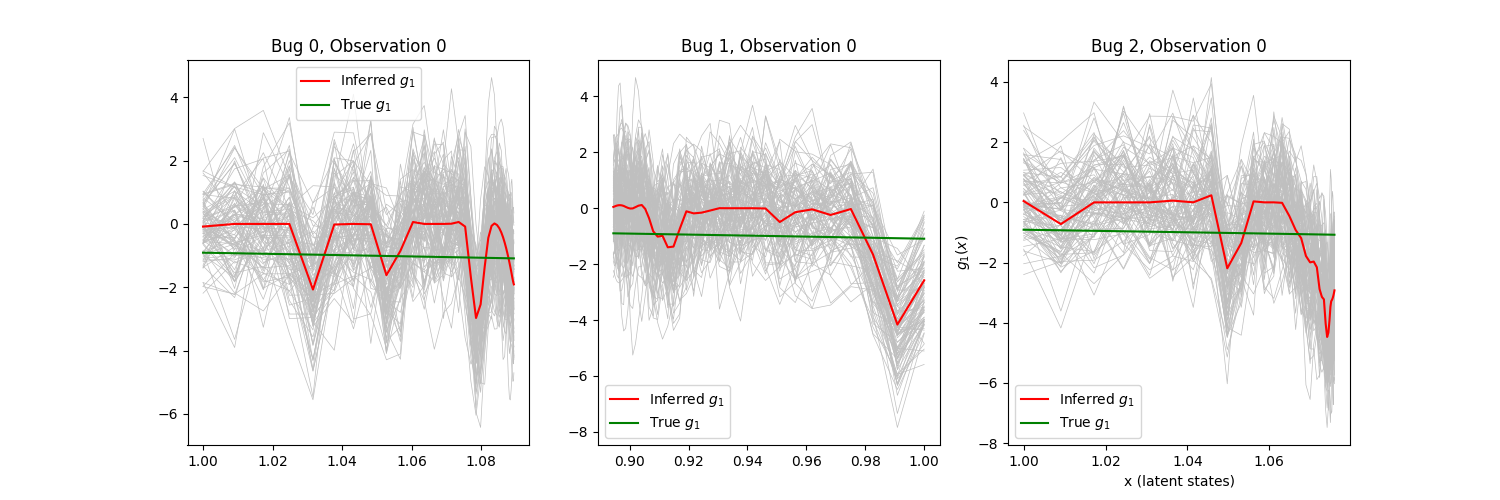 Bug 0, Observation 0
Inferred g₁
True g₁
4
2
0
−2
−4
−6
1.00 1.02 1.04 1.06 1.08
Bug 1, Observation 0
4
2
0
−2
−4
−6
−8
Inferred g₁
True g₁
0.90 0.92 0.94 0.96 0.98 1.00
Bug 2, Observation 0
g₁(x)
4
2
0
−2
−4
−6
−8
Inferred g₁
True g₁
1.00 1.02 1.04 1.06
x (latent states)